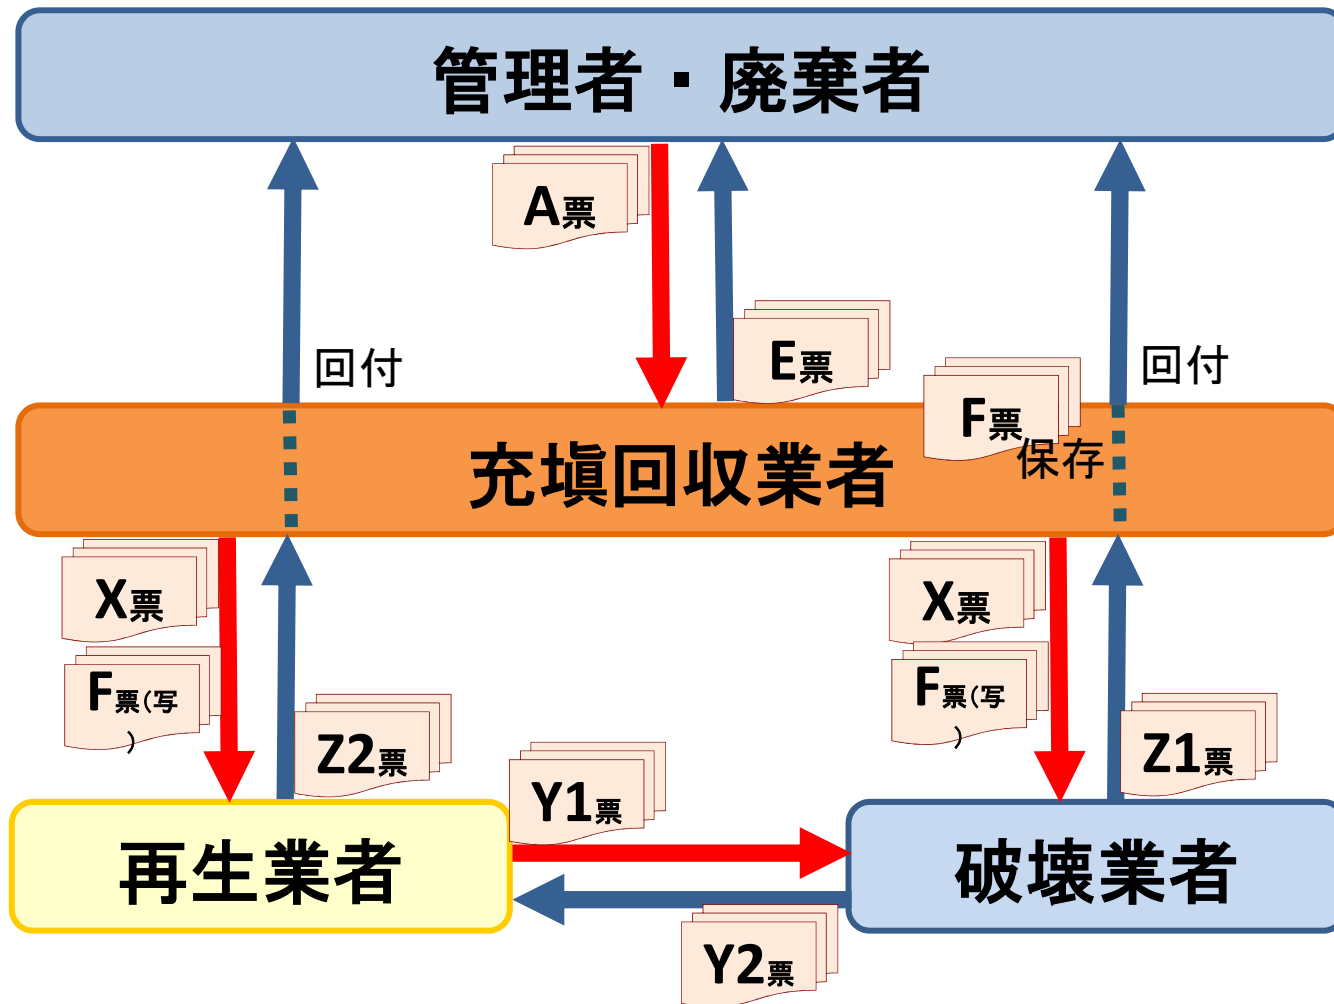 管理者・廃棄者
A票
E票
回付
回付
F票
保存
充塡回収業者
X票
X票
F票(写
)
F票(写
)
Z2票
Z1票
Y1票
再生業者
破壊業者
Y2票